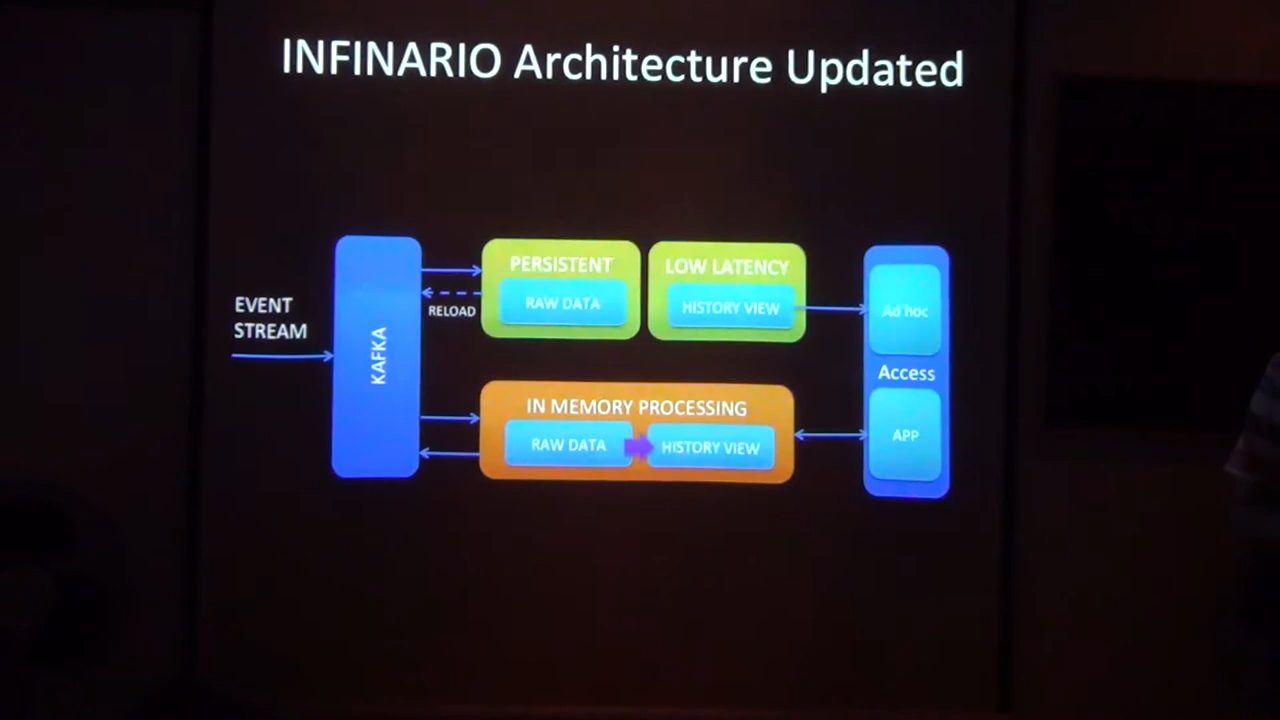 INFINARIO Architecture Updated
EVENT
STREAM
KAFKA
RELOAD
PERSISTENT
RAW DATA
LOW LATENCY
HISTORY VIEW
IN MEMORY PROCESSING
RAW DATA
HISTORY VIEW
Ad hoc
Access
APP